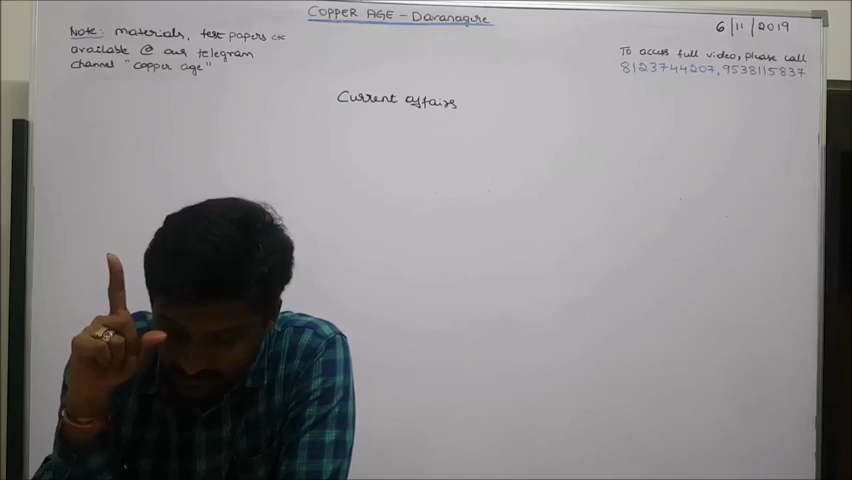 COPPER AGE - Davanagere
6/11/2019
Note: materials, test papers etc
available @ our telegram
channel "copper age"
To access full video, please call
8123744207, 9538115837
Current affairs